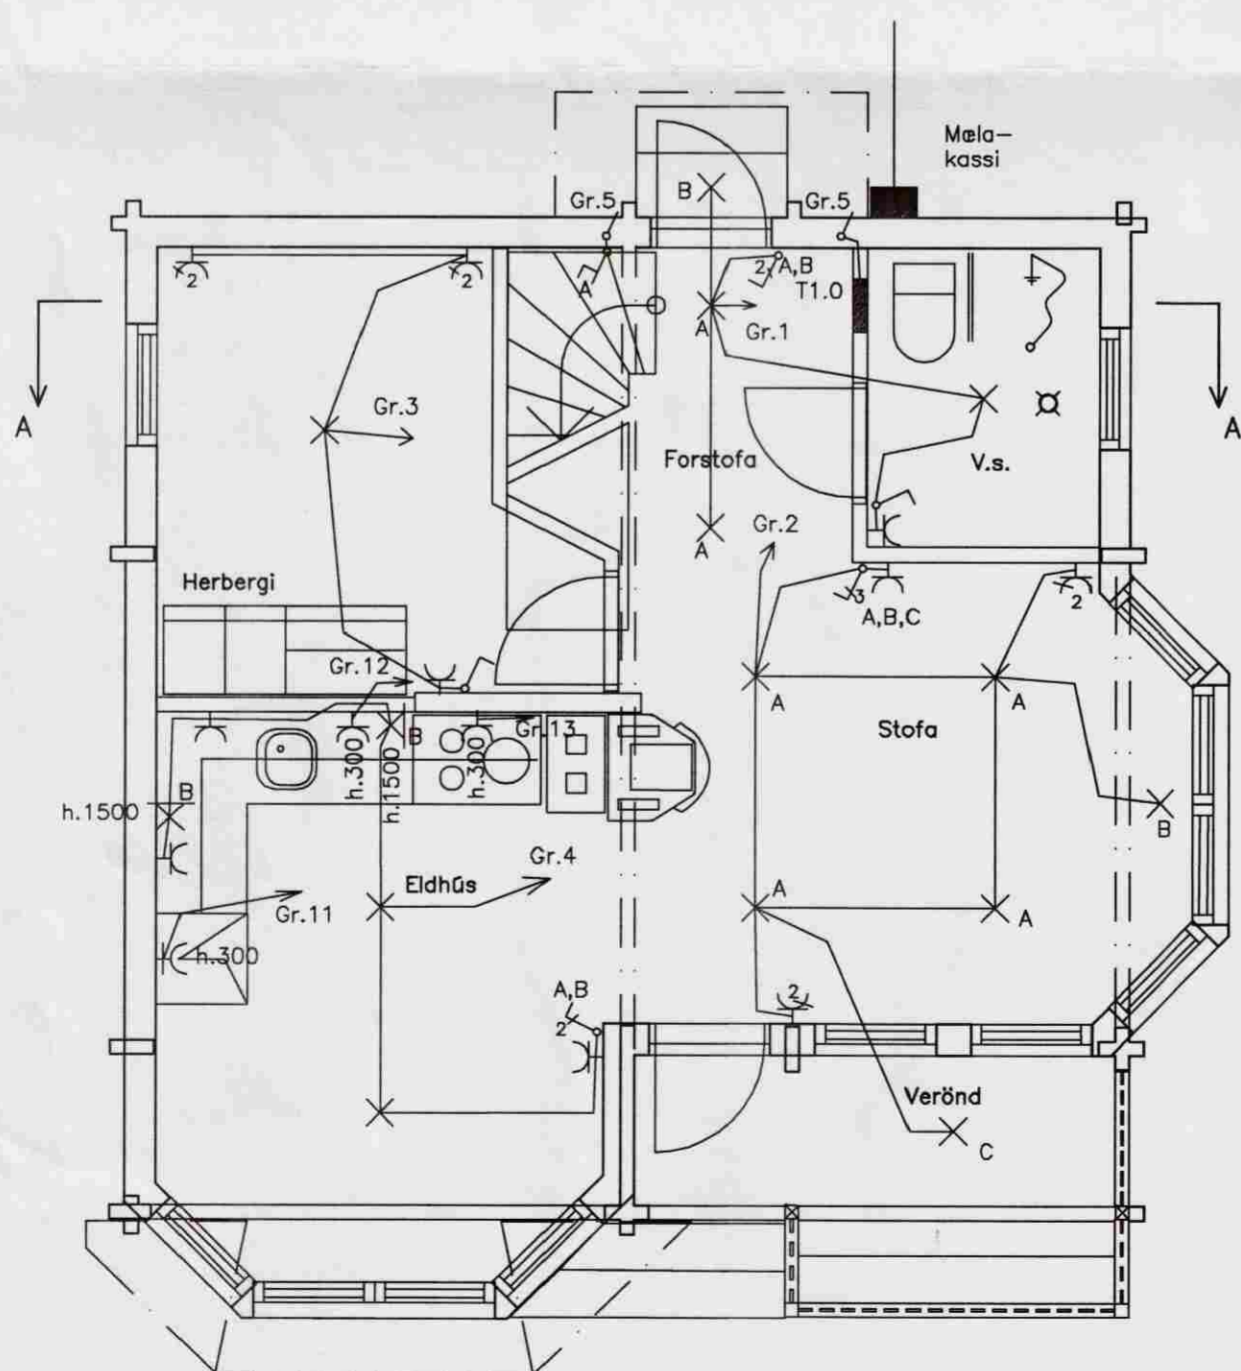 Mæla-
kassi
Gr.5
Gr.5
B
2
A,B
T1.0
2
2
A
A
Gr.1
Gr.3
A
A
Forstofa
V.s.
Gr.2
A
Herbergi
3
A,B,C
2
Gr.12
A
A
Stofa
B
Gr.13
h.300
h.1500
h.300
B
h.1500
B
Gr.4
Eldhús
A
A
Gr.11
h.300
A,B
2
2
Verönd
C